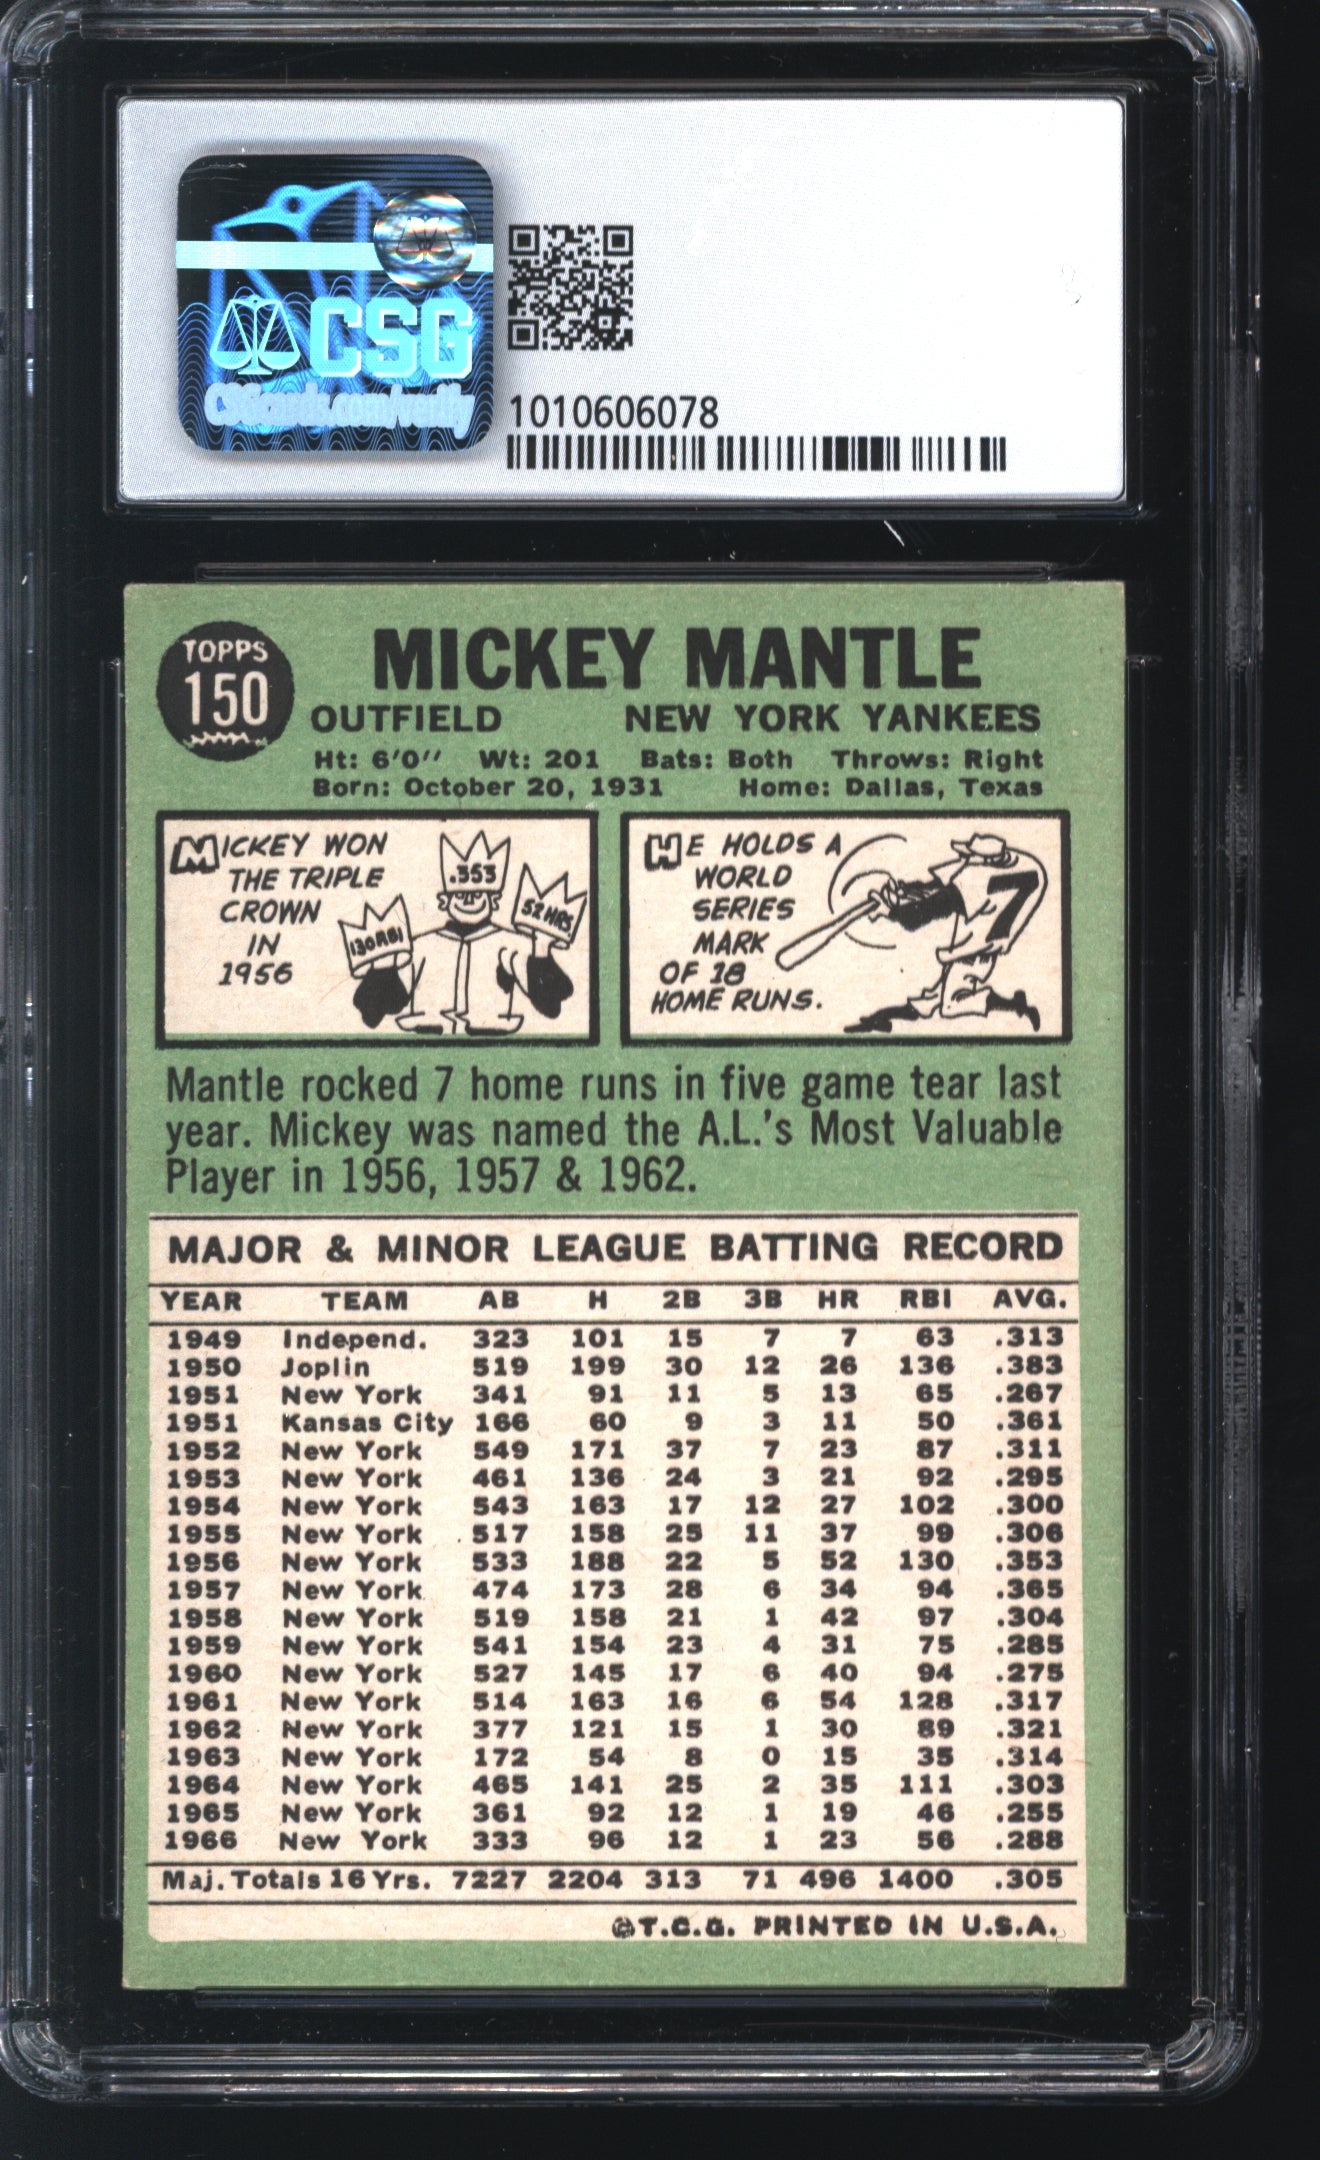 CSG
CSGcards.com/verify
1010606078
TOPPS
150
MICKEY MANTLE
OUTFIELD NEW YORK YANKEES
Ht: 6'0" Wt: 201 Bats: Both Throws: Right
Born: October 20, 1931 Home: Dallas, Texas
MICKEY WON
THE TRIPLE
CROWN
IN
1956
.353
130 RBI
52 HRS
HE HOLDS A
WORLD
SERIES
MARK
OF 18
HOME RUNS.
7
Mantle rocked 7 home runs in five game tear last
year. Mickey was named the A.L.'s Most Valuable
Player in 1956, 1957 & 1962.
MAJOR & MINOR LEAGUE BATTING RECORD
YEAR TEAM AB H 2B 3B HR RBI AVG.
1949 Independ. 323 101 15 7 7 63 .313
1950 Joplin 519 199 30 12 26 136 .383
1951 New York 341 91 11 5 13 65 .267
1951 Kansas City 166 60 9 3 11 50 .361
1952 New York 549 171 37 7 23 87 .311
1953 New York 461 136 24 3 21 92 .295
1954 New York 543 163 17 12 27 102 .300
1955 New York 517 158 25 11 37 99 .306
1956 New York 533 188 22 5 52 130 .353
1957 New York 474 173 28 6 34 94 .365
1958 New York 519 158 21 1 42 97 .304
1959 New York 541 154 23 4 31 75 .285
1960 New York 527 145 17 6 40 94 .275
1961 New York 514 163 16 6 54 128 .317
1962 New York 377 121 15 1 30 89 .321
1963 New York 172 54 8 0 15 35 .314
1964 New York 465 141 25 2 35 111 .303
1965 New York 361 92 12 1 19 46 .255
1966 New York 333 96 12 1 23 56 .288
Maj. Totals 16 Yrs. 7227 2204 313 71 496 1400 .305
©T.C.G. PRINTED IN U.S.A.